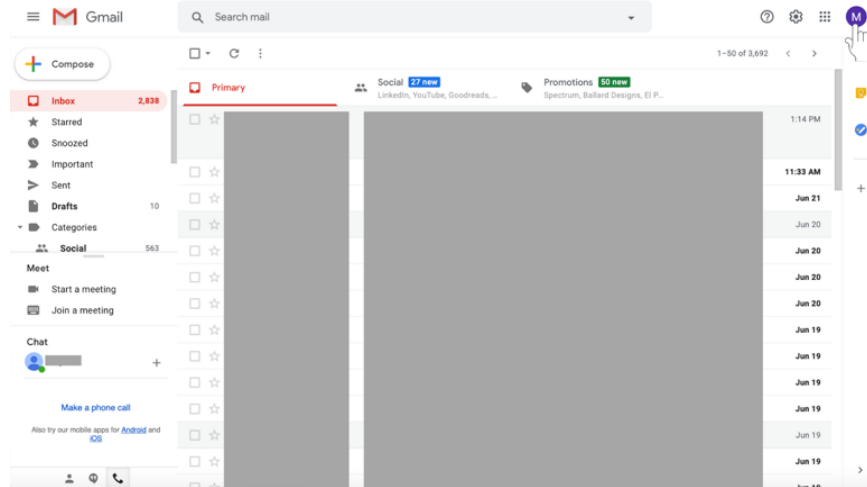 Gmail
Search mail
M
Compose
1–50 of 3,692
Primary
Social 27 new
LinkedIn, YouTube, Goodreads, ...
Promotions 50 new
Spectrum, Ballard Designs, El P...
Inbox 2,838
Starred
Snoozed
Important
Sent
Drafts 10
Categories
Social 563
Meet
Start a meeting
Join a meeting
Chat
Make a phone call
Also try our mobile apps for Android and
iOS
1:14 PM
11:33 AM
Jun 21
Jun 20
Jun 20
Jun 20
Jun 20
Jun 19
Jun 19
Jun 19
Jun 19
Jun 19
Jun 19